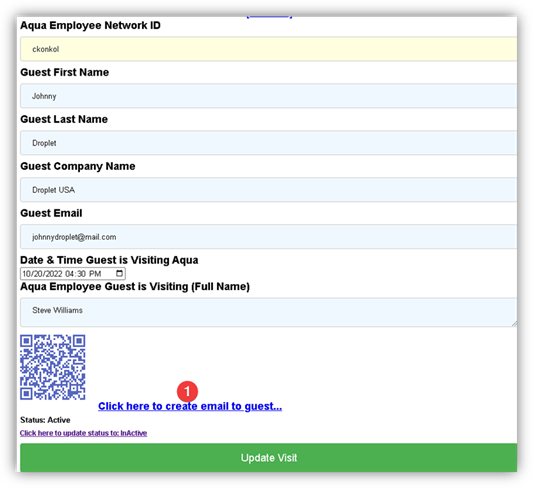 Aqua Employee Network ID
ckonkol
Guest First Name
Johnny
Guest Last Name
Droplet
Guest Company Name
Droplet USA
Guest Email
johnnydroplet@mail.com
Date & Time Guest is Visiting Aqua
10/20/2022 04:30 PM
Aqua Employee Guest is Visiting (Full Name)
Steve Williams
1
Click here to create email to guest...
Status: Active
Click here to update status to: InActive
Update Visit